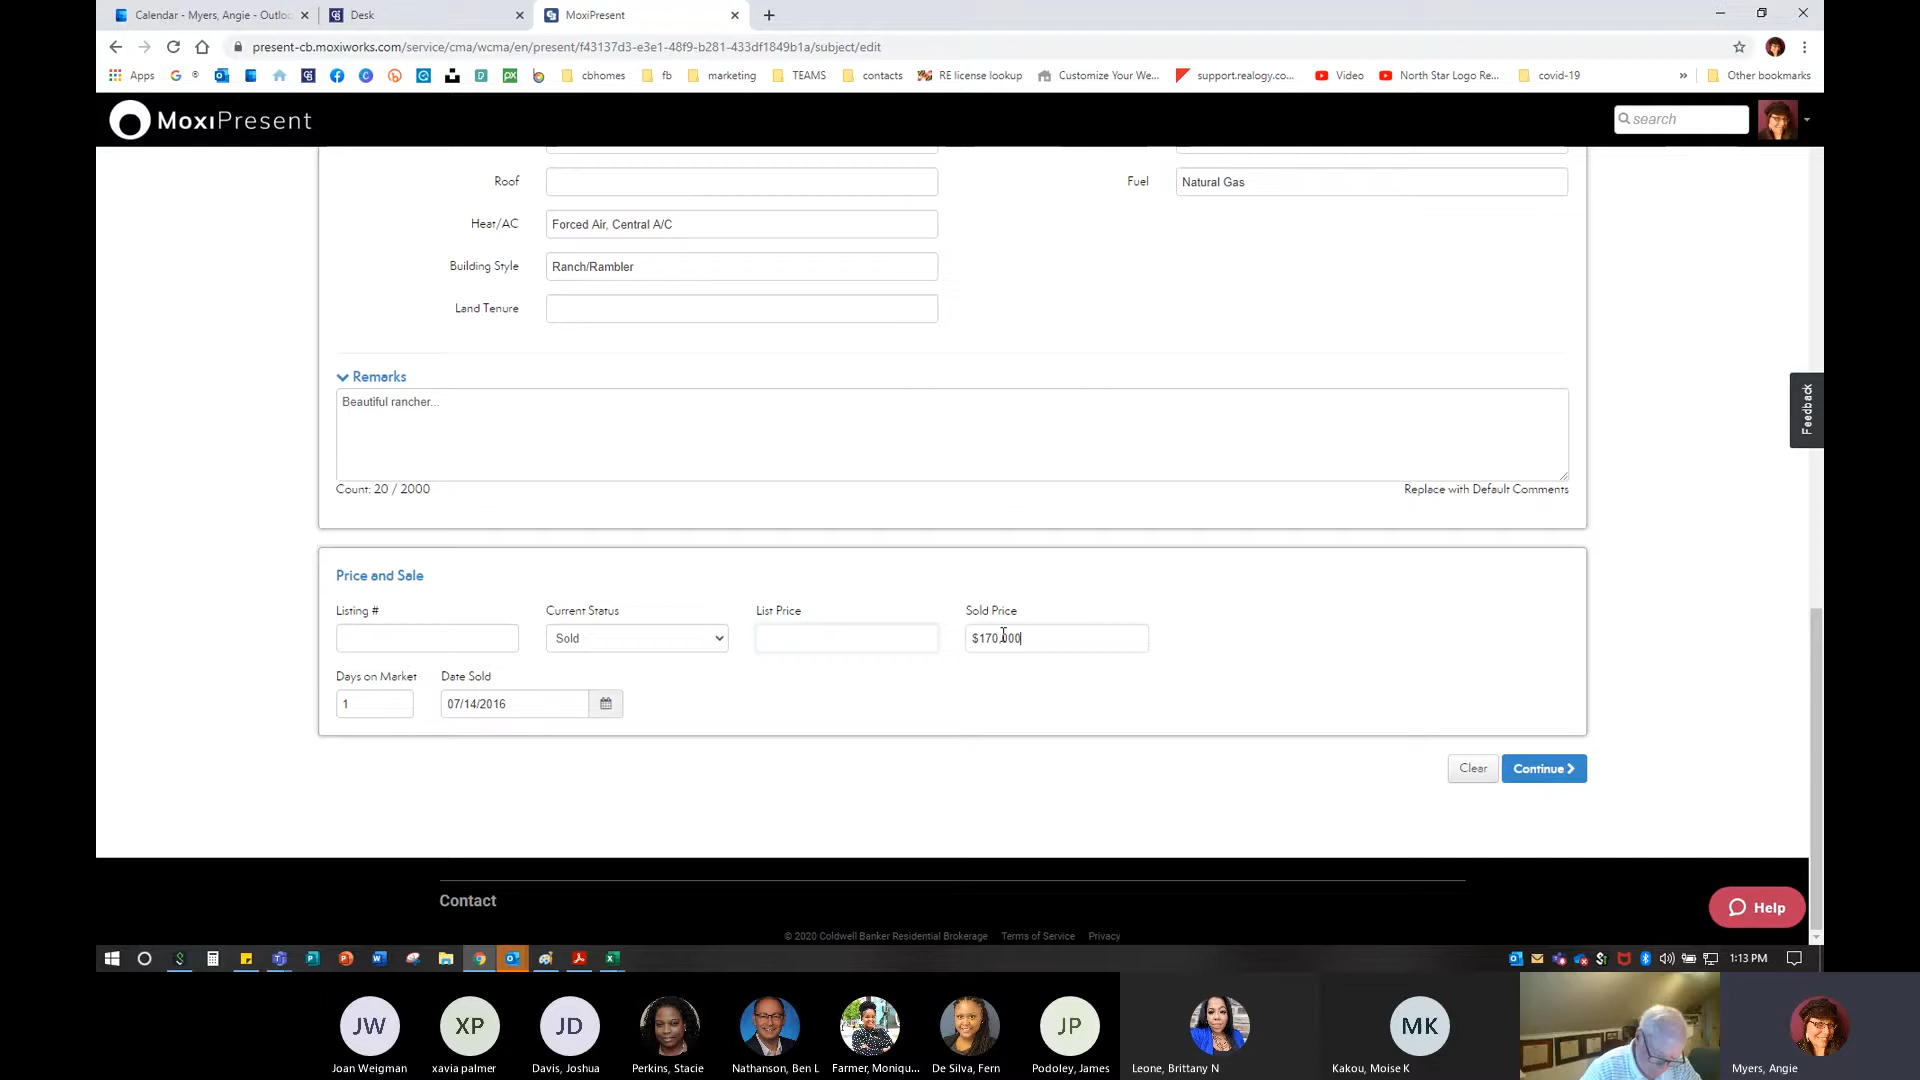 Calendar - Myers, Angie - Outloo
Desk
MoxiPresent
present-cb.moxiworks.com/service/cma/wcma/en/present/f43137d3-e3e1-48f9-b281-433df1849b1a/subject/edit
Apps
cbhomes
fb
marketing
TEAMS
contacts
RE license lookup
Customize Your We...
support.realogy.co...
Video
North Star Logo Re...
covid-19
»
Other bookmarks
MoxiPresent
search
Roof
Fuel
Natural Gas
Heat/AC
Forced Air, Central A/C
Building Style
Ranch/Rambler
Land Tenure
Remarks
Beautiful rancher...
Count: 20 / 2000
Replace with Default Comments
Feedback
Price and Sale
Listing #
Current Status
List Price
Sold Price
Sold
$170,000
Days on Market
Date Sold
1
07/14/2016
Clear
Continue
Contact
Help
© 2020 Coldwell Banker Residential Brokerage
Terms of Service
Privacy
1:13 PM
JW
XP
JD
JP
MK
Joan Weigman
xavia palmer
Davis, Joshua
Perkins, Stacie
Nathanson, Ben L
Farmer, Moniqu...
De Silva, Fern
Podoley, James
Leone, Brittany N
Kakou, Moise K
Myers, Angie